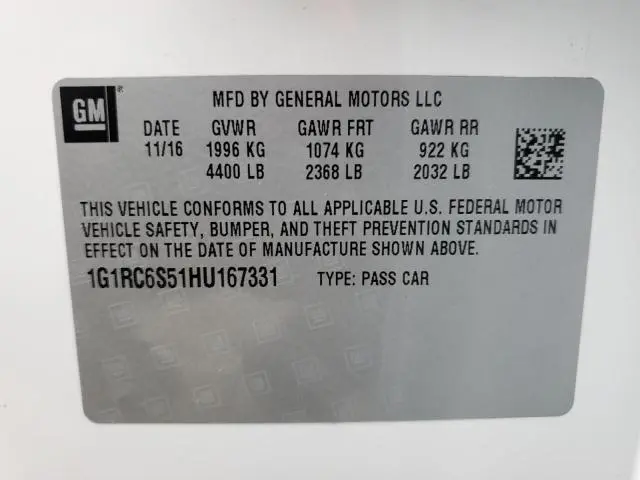 GM ®
MFD BY GENERAL MOTORS LLC
DATE GVWR GAWR FRT GAWR RR
11/16 1996 KG 1074 KG 922 KG
4400 LB 2368 LB 2032 LB
THIS VEHICLE CONFORMS TO ALL APPLICABLE U.S. FEDERAL MOTOR
VEHICLE SAFETY, BUMPER, AND THEFT PREVENTION STANDARDS IN
EFFECT ON THE DATE OF MANUFACTURE SHOWN ABOVE.
1G1RC6S51HU167331 TYPE: PASS CAR